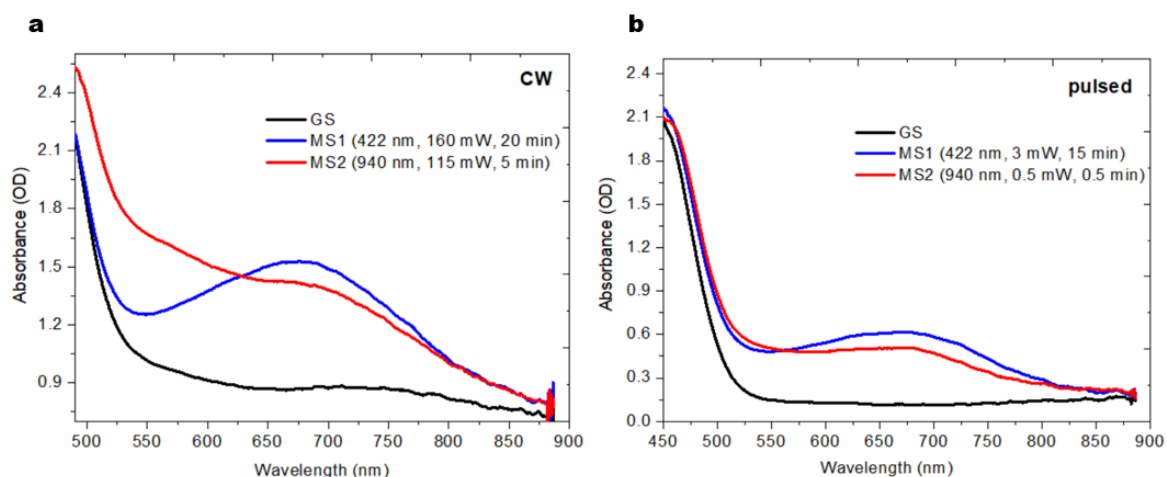 a
CW
GS
MS1 (422 nm, 160 mW, 20 min)
MS2 (940 nm, 115 mW, 5 min)
2.4
2.1
1.8
1.5
1.2
0.9
Absorbance (OD)
500 550 600 650 700 750 800 850 900
Wavelength (nm)
b
pulsed
GS
MS1 (422 nm, 3 mW, 15 min)
MS2 (940 nm, 0.5 mW, 0.5 min)
2.4
2.1
1.8
1.5
1.2
0.9
0.6
0.3
0.0
Absorbance (OD)
450 500 550 600 650 700 750 800 850 900
Wavelength (nm)